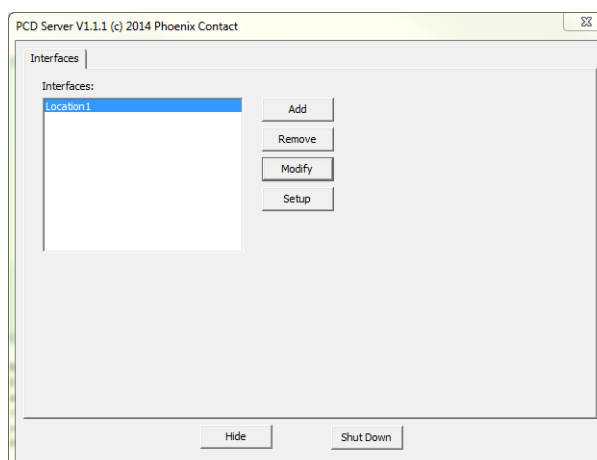 PCD Server V1.1.1 (c) 2014 Phoenix Contact
Interfaces
Interfaces:
Location1
Add
Remove
Modify
Setup
Hide
Shut Down